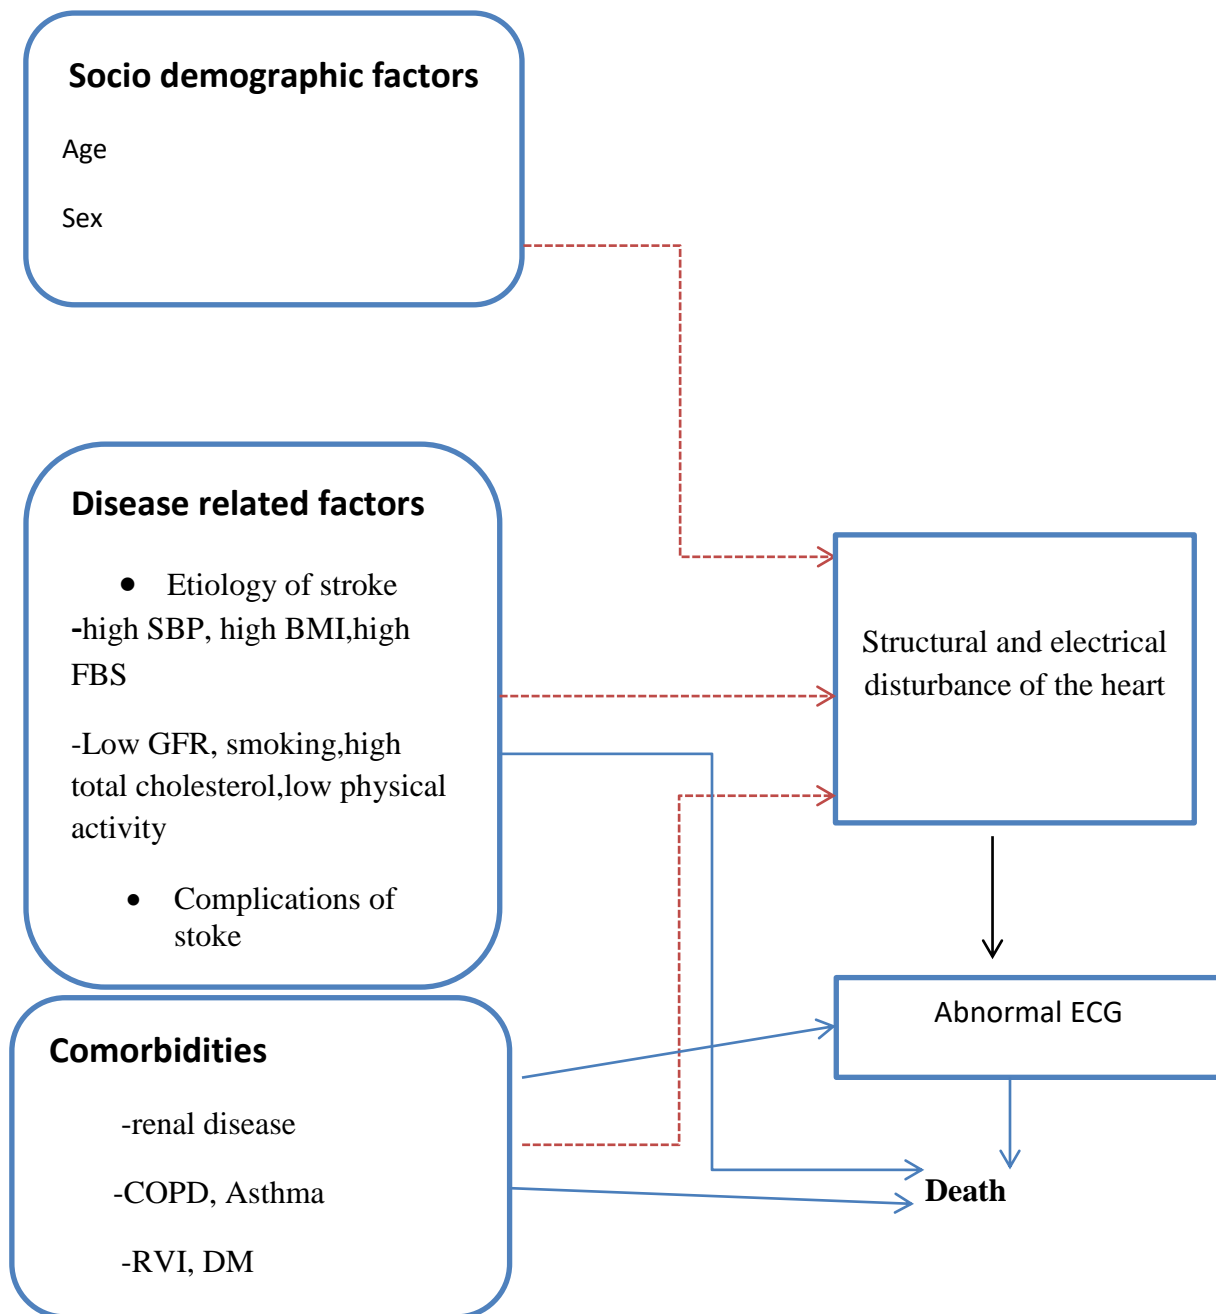 Socio demographic factors
Age
Sex
Disease related factors
• Etiology of stroke
-high SBP, high BMI,high
FBS
-Low GFR, smoking,high
total cholesterol,low physical
activity
• Complications of
stoke
Structural and electrical
disturbance of the heart
Abnormal ECG
Comorbidities
-renal disease
-COPD, Asthma
-RVI, DM
Death